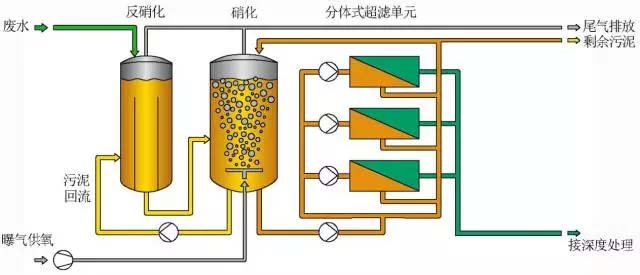 反硝化
硝化
分体式超滤单元
废水
尾气排放
剩余污泥
污泥
回流
曝气供氧
接深度处理